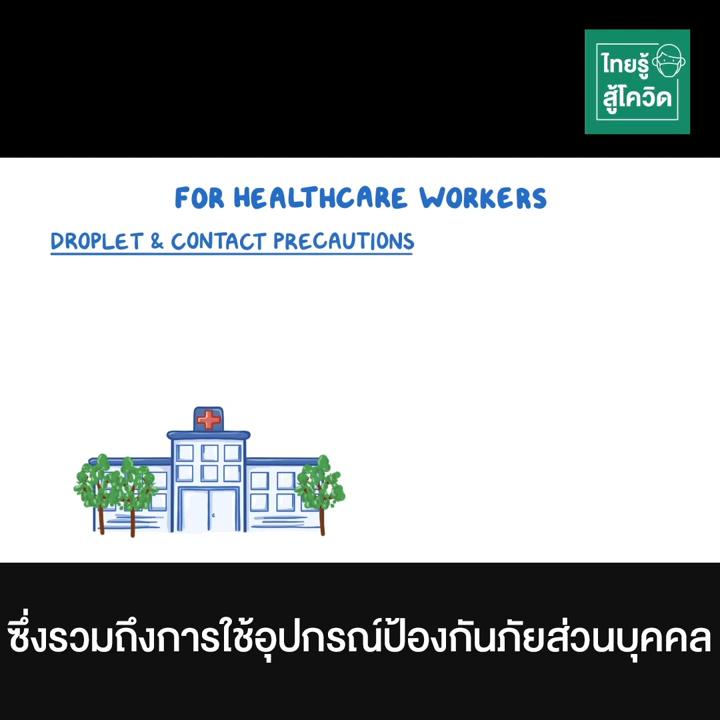 ไทยรู้
สู้โควิด
FOR HEALTHCARE WORKERS
DROPLET & CONTACT PRECAUTIONS
ซึ่งรวมถึงการใช้อุปกรณ์ป้องกันภัยส่วนบุคคล